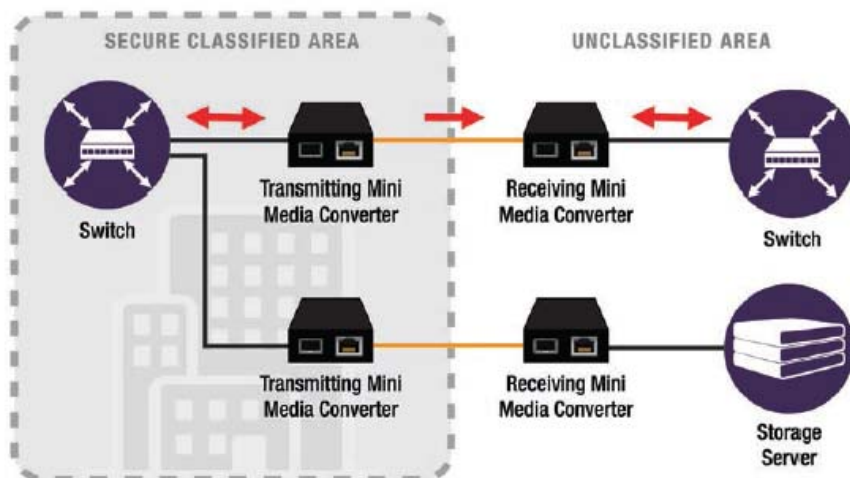 SECURE CLASSIFIED AREA
UNCLASSIFIED AREA
Switch
Transmitting Mini
Media Converter
Receiving Mini
Media Converter
Switch
Transmitting Mini
Media Converter
Receiving Mini
Media Converter
Storage
Server